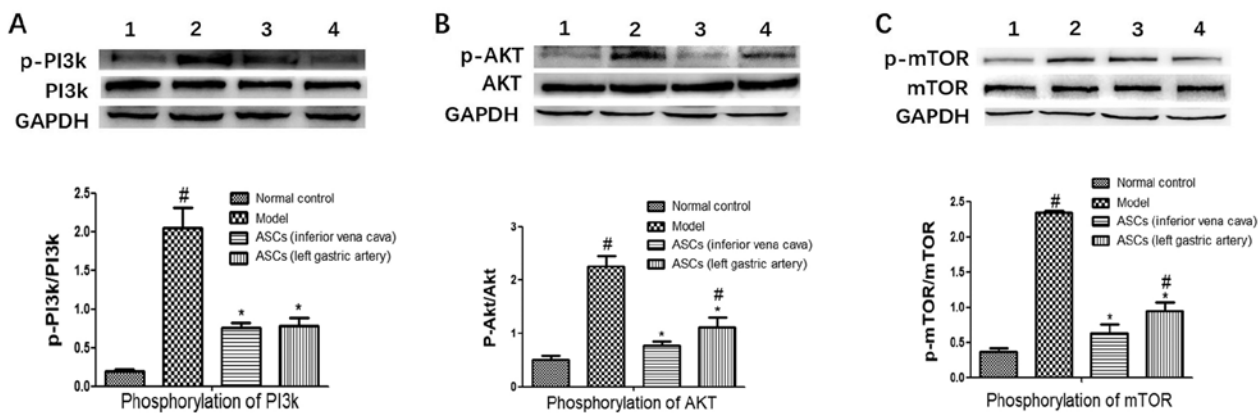 A
1 2 3 4
p-PI3k
PI3k
GAPDH
2.5
2.0
1.5
1.0
0.5
0.0
p-PI3k/PI3k
#
*
*
Normal control
Model
ASCs (inferior vena cava)
ASCs (left gastric artery)
Phosphorylation of PI3k
B
1 2 3 4
p-AKT
AKT
GAPDH
3
2
1
0
P-Akt/Akt
#
*
#
*
Normal control
Model
ASCs (inferior vena cava)
ASCs (left gastric artery)
Phosphorylation of AKT
C
1 2 3 4
p-mTOR
mTOR
GAPDH
2.5
2.0
1.5
1.0
0.5
0.0
p-mTOR/mTOR
#
*
#
*
Normal control
Model
ASCs (inferior vena cava)
ASCs (left gastric artery)
Phosphorylation of mTOR